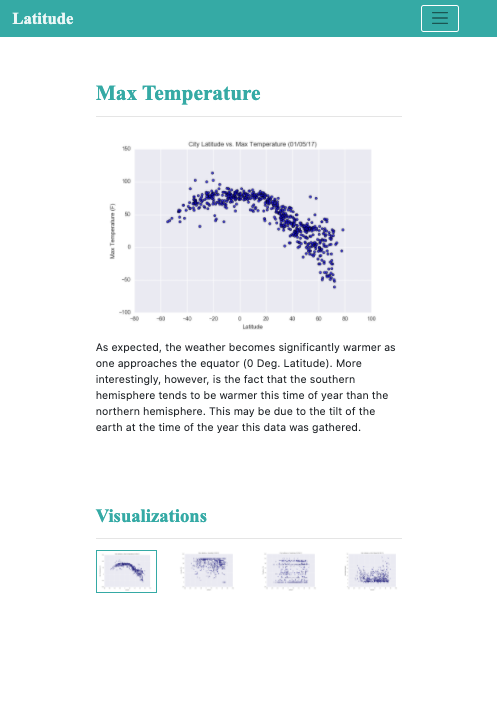 Latitude
Max Temperature
City Latitude vs. Max Temperature (01/05/17)
150
100
50
0
−50
−100
Max Temperature (F)
−80 −60 −40 −20 0 20 40 60 80 100
Latitude
As expected, the weather becomes significantly warmer as
one approaches the equator (0 Deg. Latitude). More
interestingly, however, is the fact that the southern
hemisphere tends to be warmer this time of year than the
northern hemisphere. This may be due to the tilt of the
earth at the time of the year this data was gathered.
Visualizations